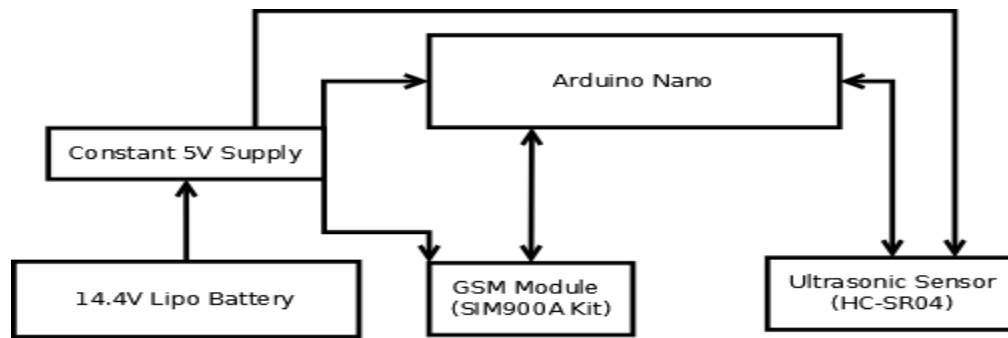 Arduino Nano
Constant 5V Supply
14.4V Lipo Battery
GSM Module
(SIM900A Kit)
Ultrasonic Sensor
(HC-SR04)